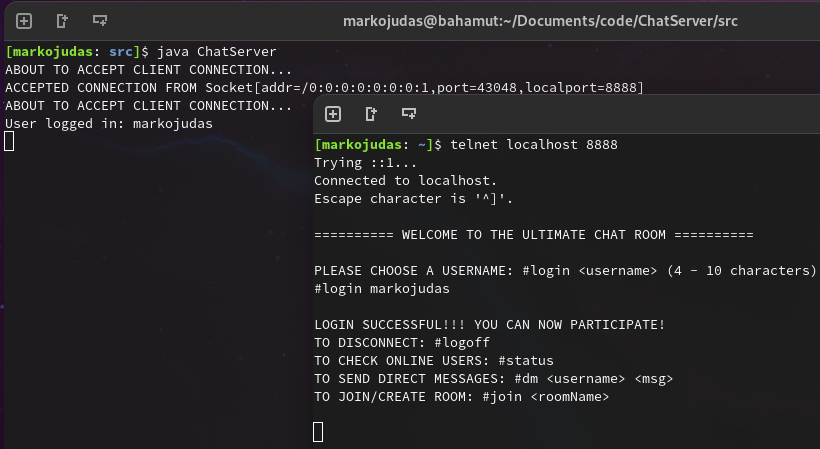 markojudas@bahamut:~/Documents/code/ChatServer/src
[markojudas: src]$ java ChatServer
ABOUT TO ACCEPT CLIENT CONNECTION...
ACCEPTED CONNECTION FROM Socket[addr=/0:0:0:0:0:0:0:1,port=43048,localport=8888]
ABOUT TO ACCEPT CLIENT CONNECTION...
User logged in: markojudas
[markojudas: ~]$ telnet localhost 8888
Trying ::1...
Connected to localhost.
Escape character is '^]'.
========== WELCOME TO THE ULTIMATE CHAT ROOM ==========
PLEASE CHOOSE A USERNAME: #login <username> (4 - 10 characters)
#login markojudas
LOGIN SUCCESSFUL!!! YOU CAN NOW PARTICIPATE!
TO DISCONNECT: #logoff
TO CHECK ONLINE USERS: #status
TO SEND DIRECT MESSAGES: #dm <username> <msg>
TO JOIN/CREATE ROOM: #join <roomName>